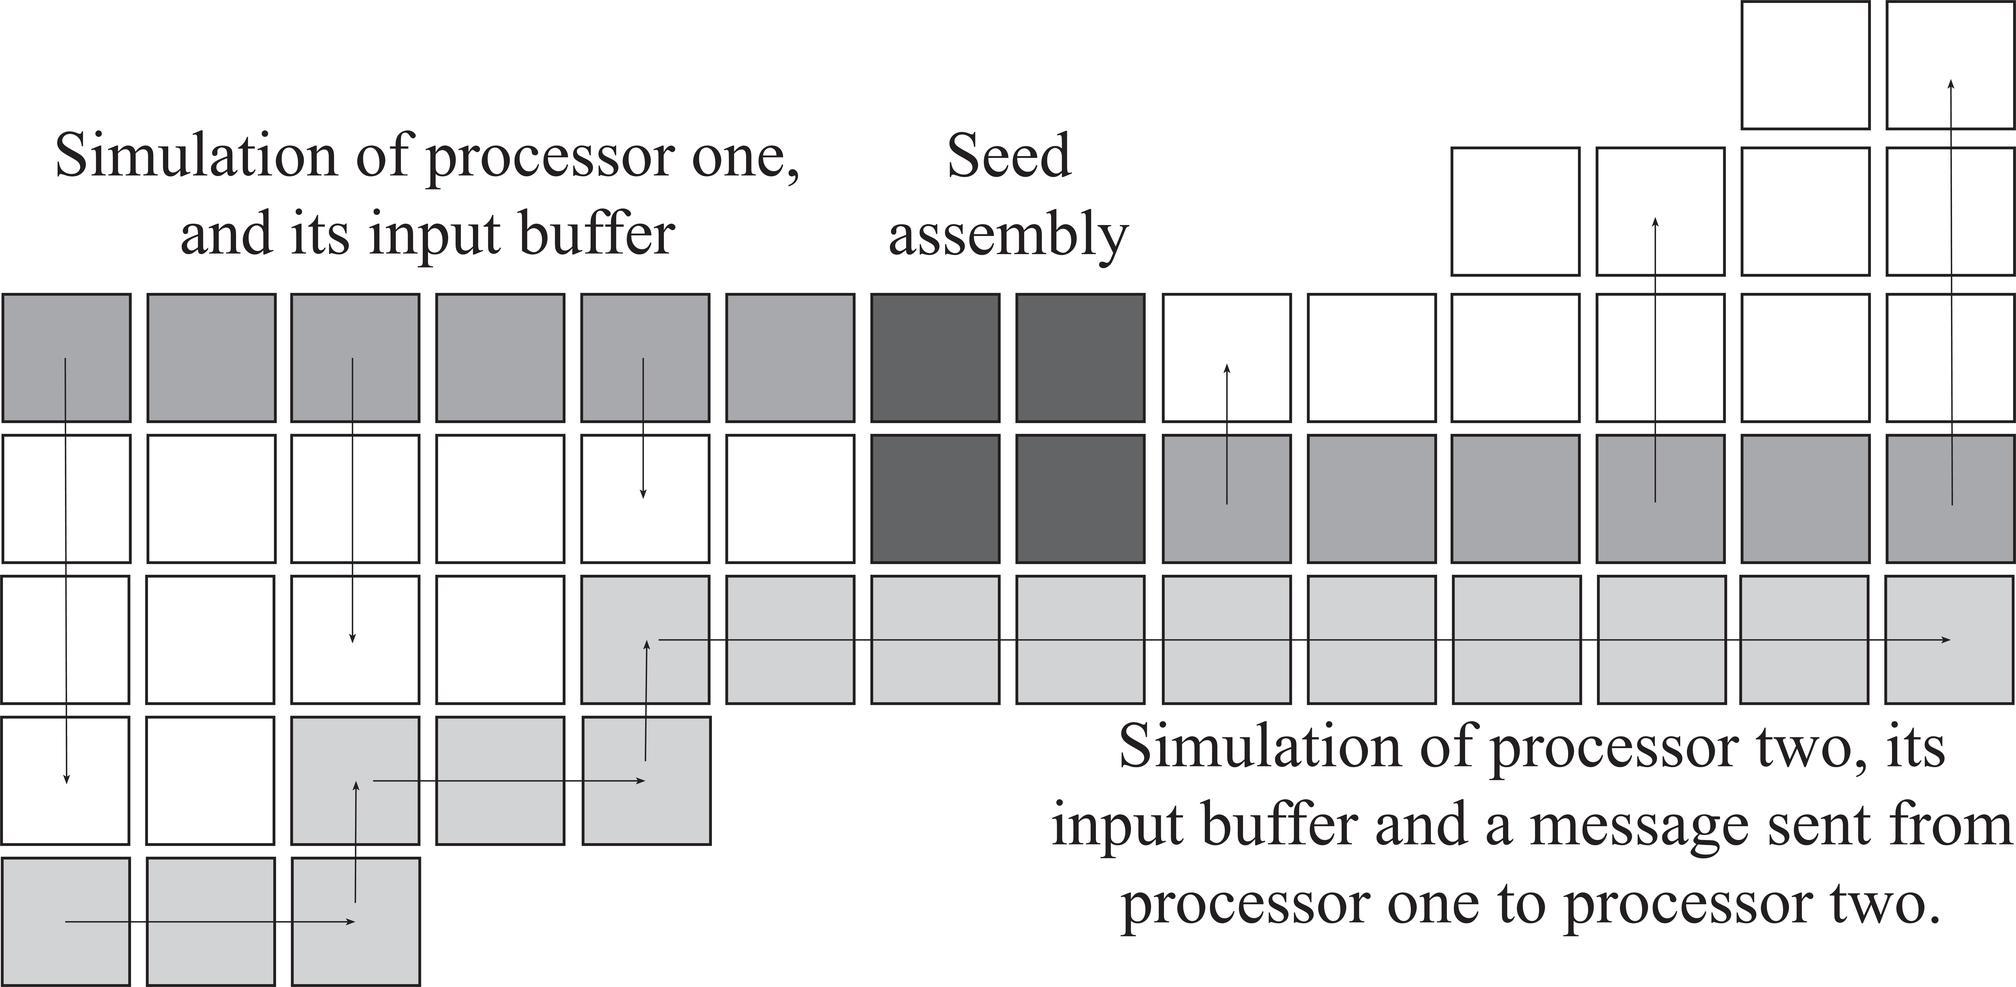 Simulation of processor one,
and its input buffer
Seed
assembly
Simulation of processor two, its
input buffer and a message sent from
processor one to processor two.